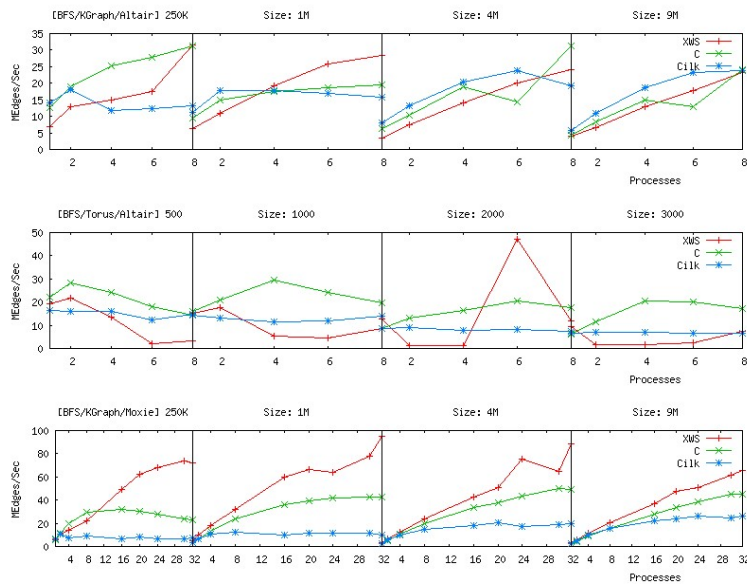 [BFS/KGraph/Altair] 250K Size: 1M Size: 4M Size: 9M
35
30
25
20
15
10
5
0
MEdges/Sec
XWS
C
Cilk
2 4 6 8 2 4 6 8 2 4 6 8 2 4 6 8
Processes
[BFS/Torus/Altair] 500 Size: 1000 Size: 2000 Size: 3000
50
40
30
20
10
0
MEdges/Sec
XWS
C
Cilk
2 4 6 8 2 4 6 8 2 4 6 8 2 4 6 8
Processes
[BFS/KGraph/Moxie] 250K Size: 1M Size: 4M Size: 9M
100
80
60
40
20
0
MEdges/Sec
XWS
C
Cilk
4 8 12 16 20 24 28 32 4 8 12 16 20 24 28 32 4 8 12 16 20 24 28 32 4 8 12 16 20 24 28 32
Processes